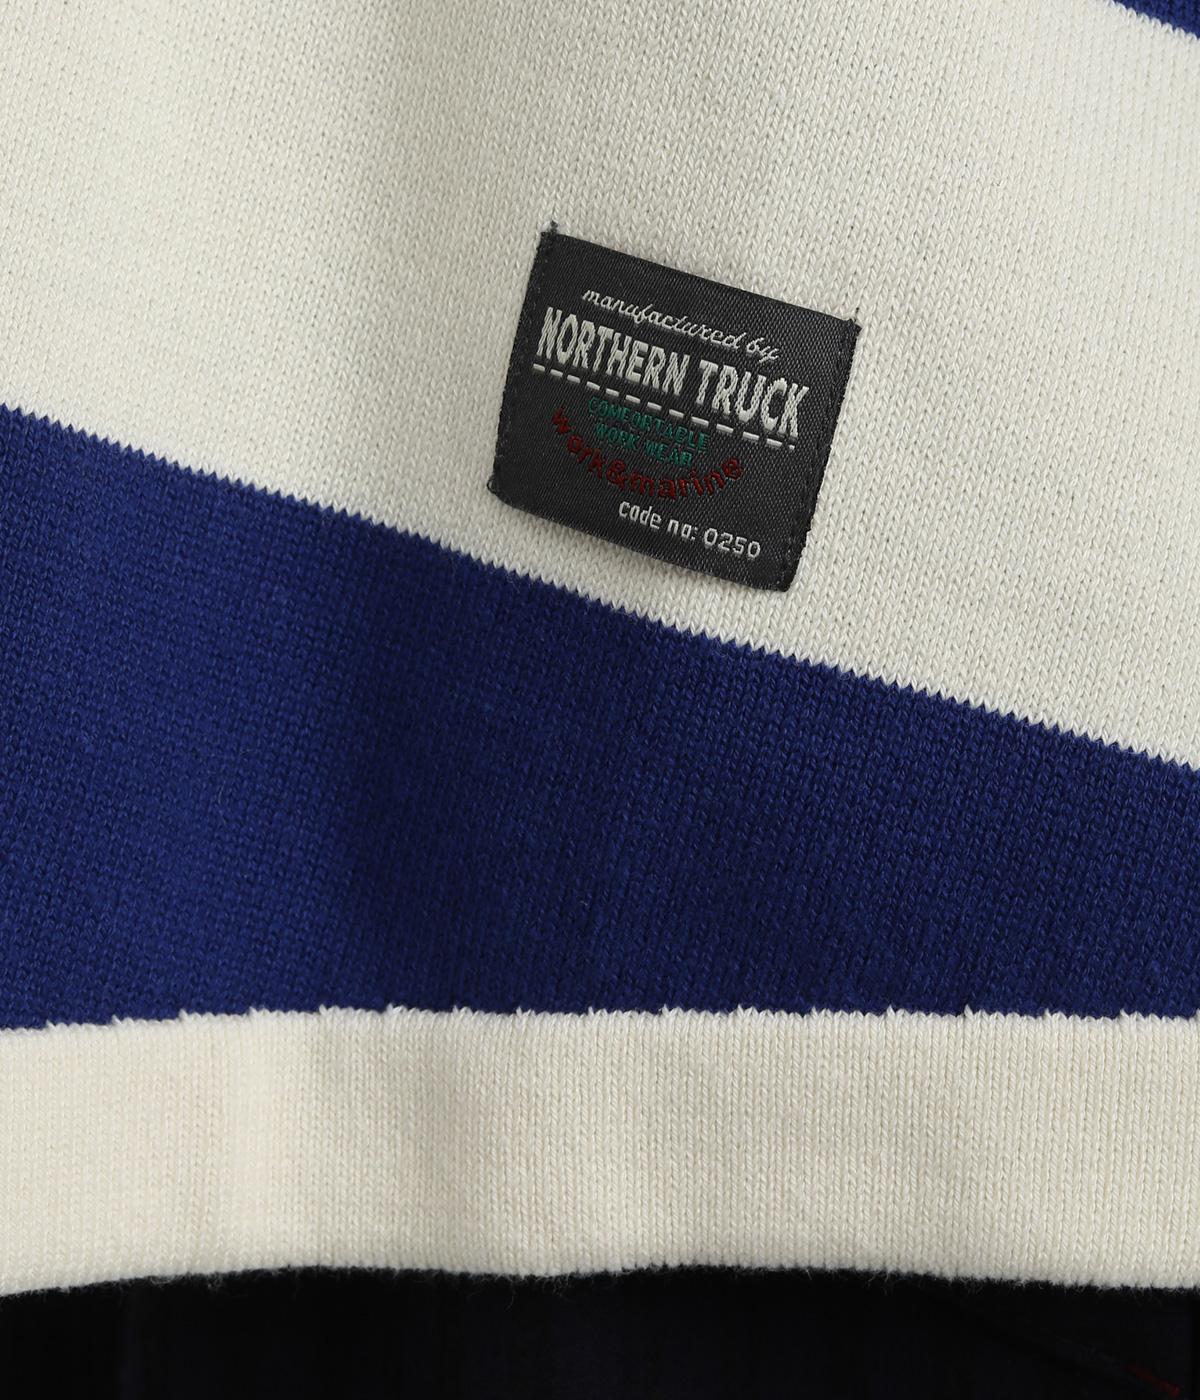 manufactured by
NORTHERN TRUCK
COMFORTABLE
WORK WEAR
work&marine
code no: 0250